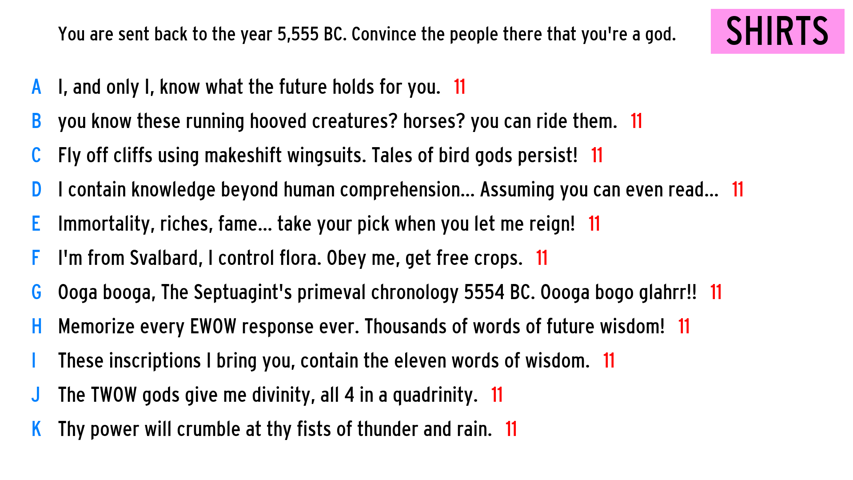 You are sent back to the year 5,555 BC. Convince the people there that you're a god.
SHIRTS
A I, and only I, know what the future holds for you. 11
B you know these running hooved creatures? horses? you can ride them. 11
C Fly off cliffs using makeshift wingsuits. Tales of bird gods persist! 11
D I contain knowledge beyond human comprehension... Assuming you can even read... 11
E Immortality, riches, fame... take your pick when you let me reign! 11
F I'm from Svalbard, I control flora. Obey me, get free crops. 11
G Ooga booga, The Septuagint's primeval chronology 5554 BC. Oooga bogo glahrr!! 11
H Memorize every EWOW response ever. Thousands of words of future wisdom! 11
I These inscriptions I bring you, contain the eleven words of wisdom. 11
J The TWOW gods give me divinity, all 4 in a quadrinity. 11
K Thy power will crumble at thy fists of thunder and rain. 11